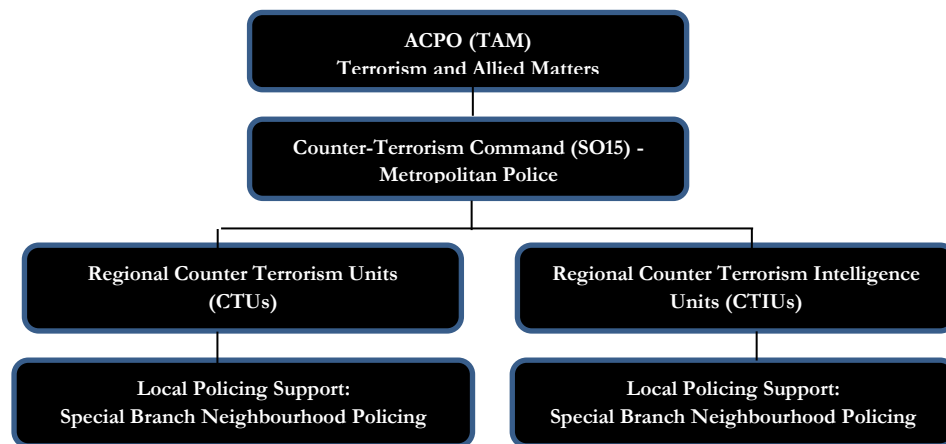 ACPO (TAM)
Terrorism and Allied Matters
Counter-Terrorism Command (SO15) -
Metropolitan Police
Regional Counter Terrorism Units
(CTUs)
Regional Counter Terrorism Intelligence
Units (CTIUs)
Local Policing Support:
Special Branch Neighbourhood Policing
Local Policing Support:
Special Branch Neighbourhood Policing